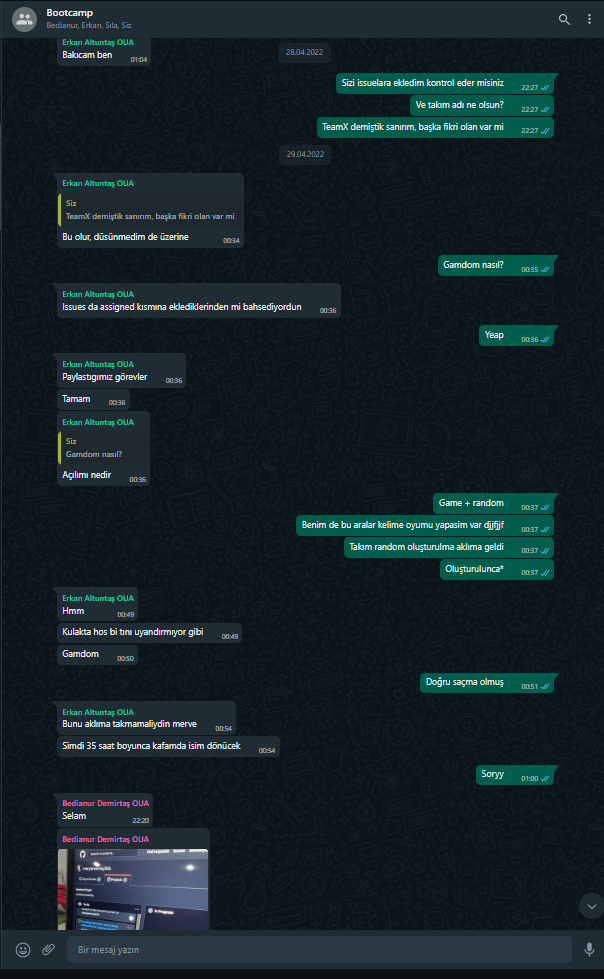 Bootcamp
Bedianur, Erkan, Sıla, Siz
Erkan Altuntaş OUA
Bakıcam ben
01:04
28.04.2022
Sizi issuelara ekledim kontrol eder misiniz
22:27
Ve takım adı ne olsun?
22:27
TeamX demiştik sanırım, başka fikri olan var mi
22:27
29.04.2022
Erkan Altuntaş OUA
Siz
TeamX demiştik sanırım, başka fikri olan var mi
Bu olur, düsünmedim de üzerine
00:34
Gamdom nasıl?
00:35
Erkan Altuntaş OUA
Issues da assigned kısmına eklediklerinden mi bahsediyordun
00:36
Yeap
00:36
Erkan Altuntaş OUA
Paylastıgımız görevler
00:36
Tamam
00:36
Erkan Altuntaş OUA
Siz
Gamdom nasıl?
Açılımı nedir
00:36
Game + random
00:37
Benim de bu aralar kelime oyumu yapasim var djjfjjf
00:37
Takım random oluşturulma aklıma geldi
00:37
Oluşturulunca*
00:37
Erkan Altuntaş OUA
Hmm
00:49
Kulakta hos bi tını uyandırmıyor gibi
00:49
Gamdom
00:50
Doğru saçma olmuş
00:51
Erkan Altuntaş OUA
Bunu aklıma takmamaliydin merve
00:54
Simdi 35 saat boyunca kafamda isim dönücek
00:54
Soryy
01:00
Bedianur Demirtaş OUA
Selam
22:20
Bedianur Demirtaş OUA
In Progress
Bir mesaj yazın